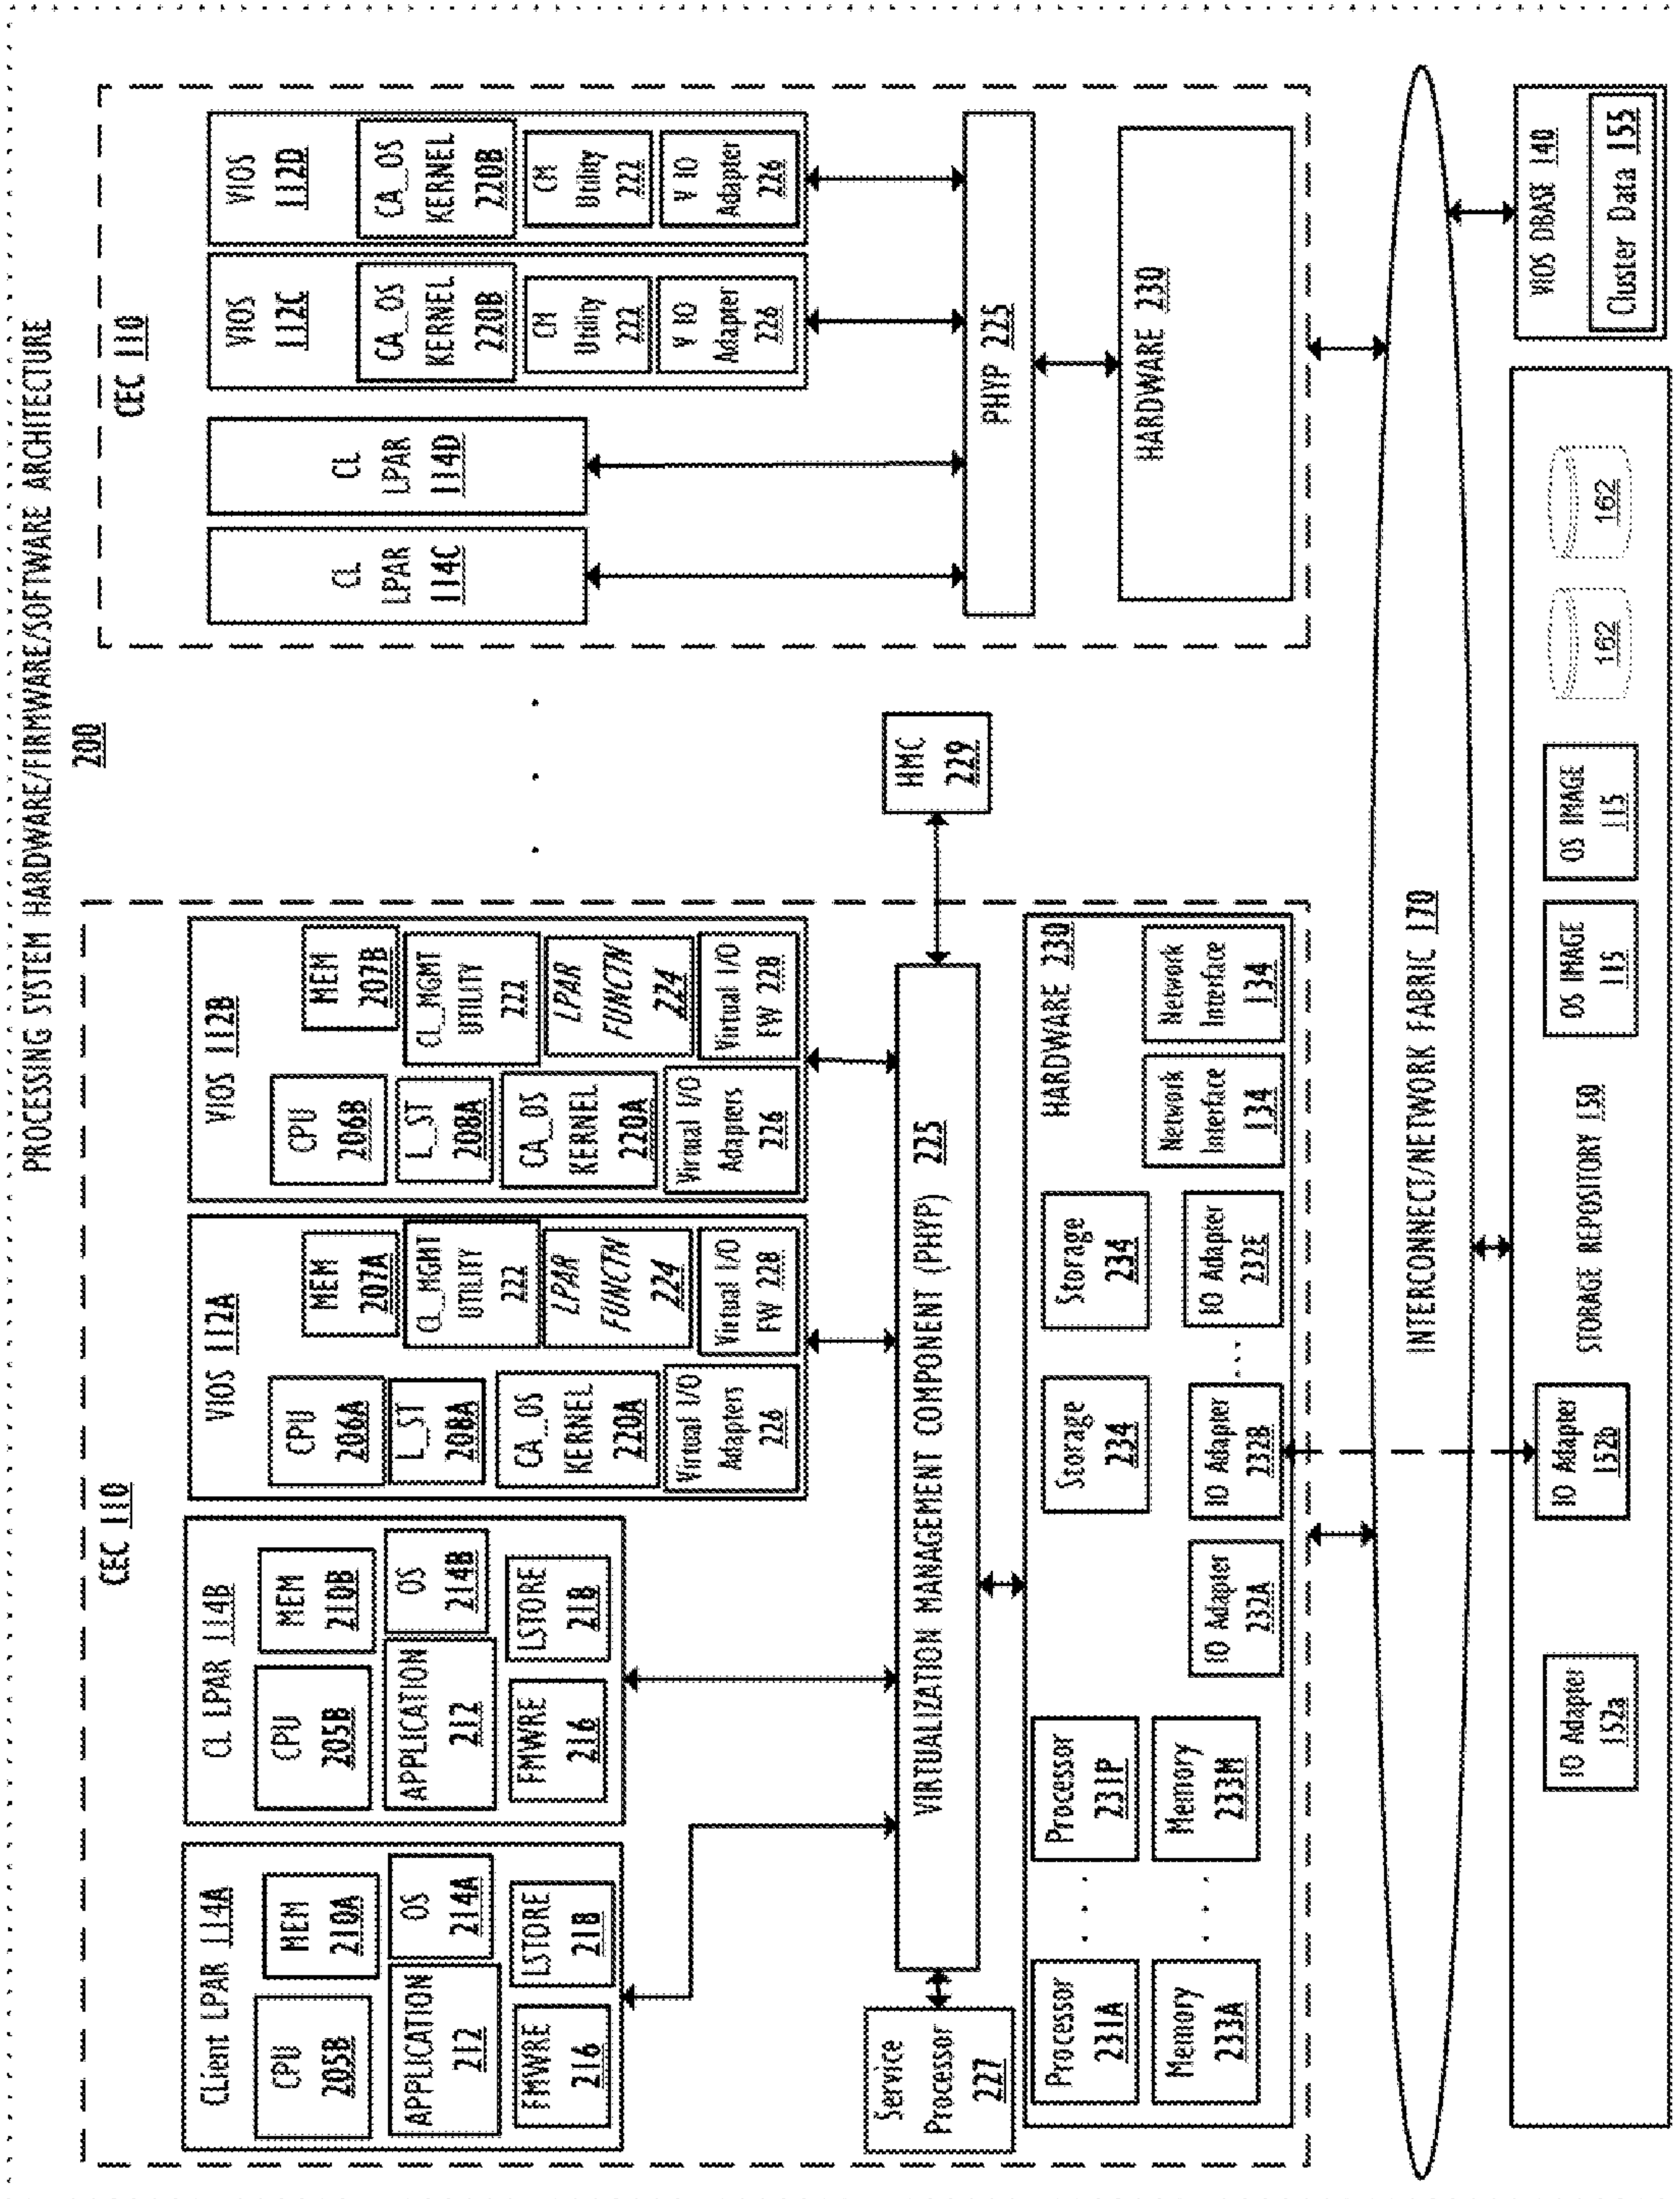 PROCESSING SYSTEM HARDWARE/FIRMWARE/SOFTWARE ARCHITECTURE
200
CEC 110
CLient LPAR 114A
CPU
205B
MEM
210A
APPLICATION
212
OS
214A
FMWRE
216
LSTORE
218
CL LPAR 114B
CPU
205B
MEM
210B
APPLICATION
212
OS
214B
FMWRE
216
LSTORE
218
VIOS 112A
CPU
206A
MEM
207A
L_ST
208A
CL_MGMT
UTILITY
222
CA_OS
KERNEL
220A
LPAR
FUNCTN
224
Virtual I/O
Adapters
226
Virtual I/O
FW 228
VIOS 112B
CPU
206B
MEM
207B
L_ST
208A
CL_MGMT
UTILITY
222
CA_OS
KERNEL
220A
LPAR
FUNCTN
224
Virtual I/O
Adapters
226
Virtual I/O
FW 228
. . .
Service
Processor
227
VIRTUALIZATION MANAGEMENT COMPONENT (PHYP) 225
HMC
229
HARDWARE 230
Processor
231A
. . .
Processor
231P
Memory
233A
. . .
Memory
233M
Storage
234
Storage
234
IO Adapter
232A
IO Adapter
232B
...
IO Adapter
232E
Network
Interface
134
Network
Interface
134
CEC 110
CL
LPAR
114C
CL
LPAR
114D
VIOS
112C
CA_OS
KERNEL
220B
CM
Utility
222
V IO
Adapter
226
VIOS
112D
CA_OS
KERNEL
220B
CM
Utility
222
V IO
Adapter
226
PHYP 225
HARDWARE 230
INTERCONNECT/NETWORK FABRIC 170
STORAGE REPOSITORY 150
IO Adapter
152a
IO Adapter
152b
OS IMAGE
115
OS IMAGE
115
162
162
VIOS DBASE 140
Cluster Data 155